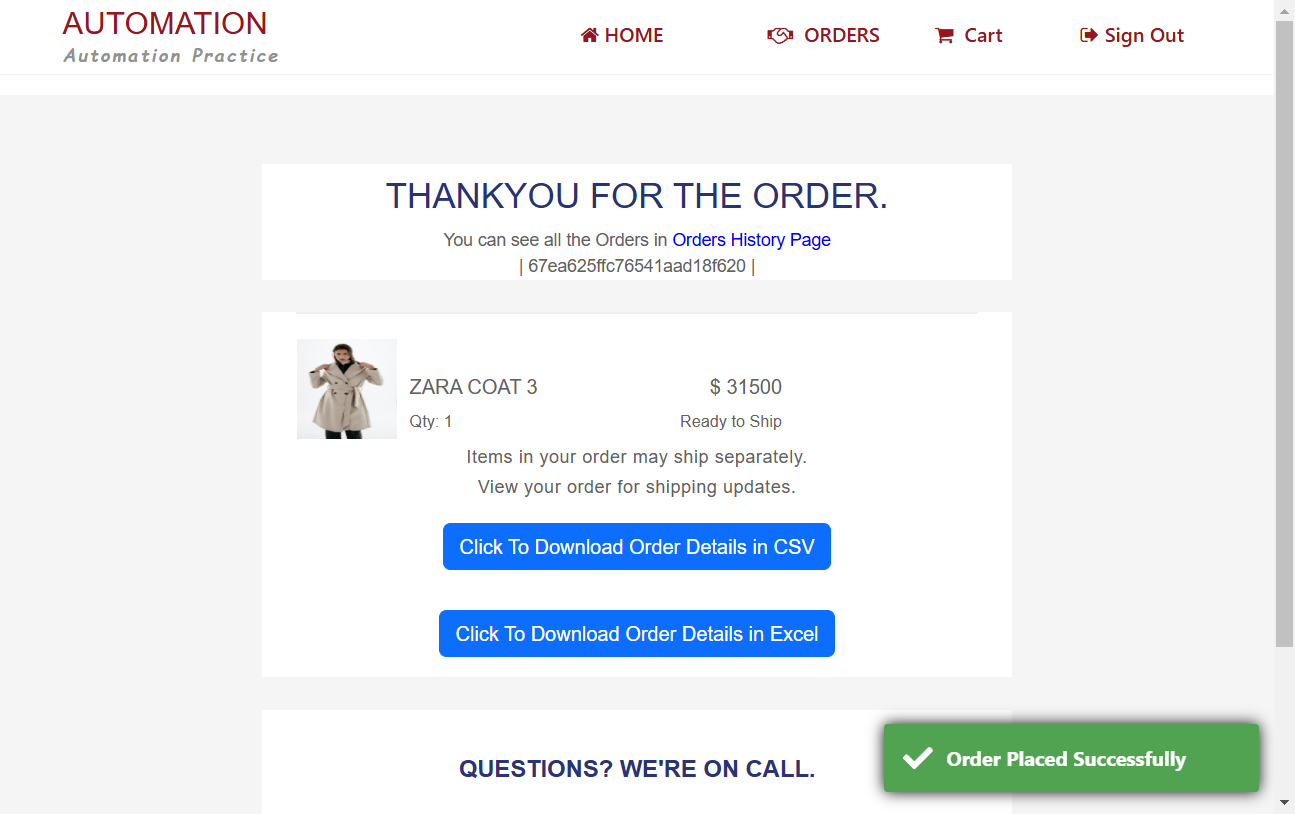 AUTOMATION
Automation Practice
HOME
ORDERS
Cart
Sign Out
THANKYOU FOR THE ORDER.
You can see all the Orders in Orders History Page
| 67ea625ffc76541aad18f620 |
ZARA COAT 3
$ 31500
Qty: 1
Ready to Ship
Items in your order may ship separately.
View your order for shipping updates.
Click To Download Order Details in CSV
Click To Download Order Details in Excel
QUESTIONS? WE'RE ON CALL.
Order Placed Successfully